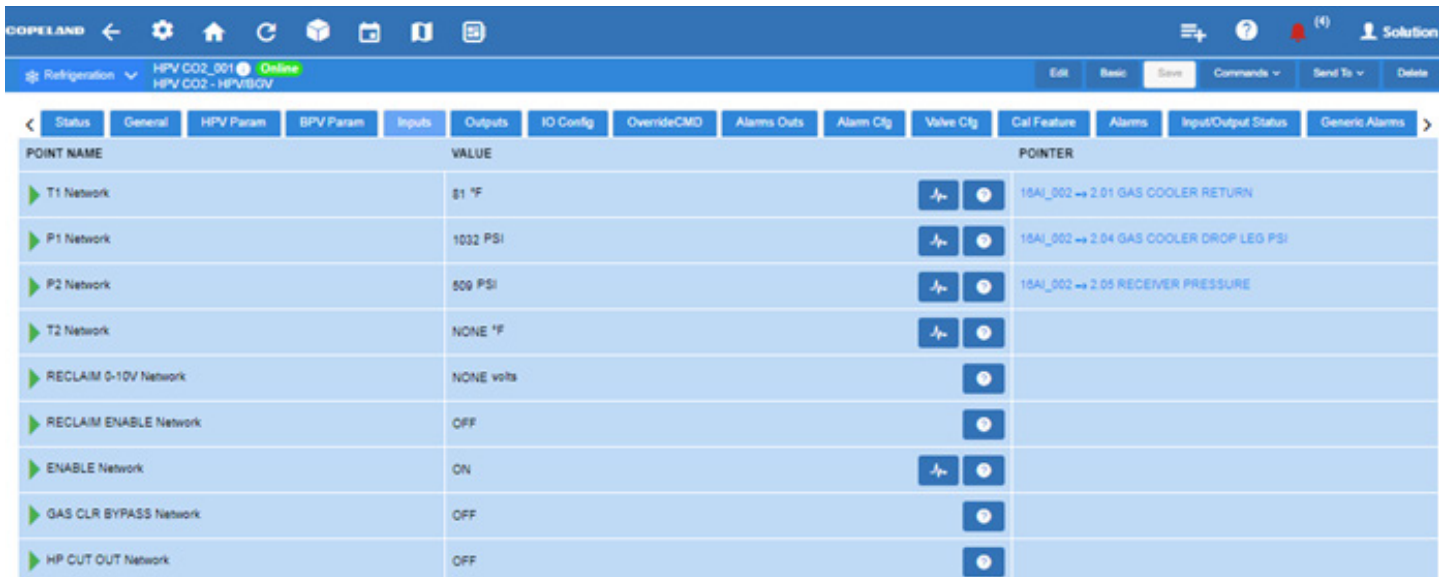 COPELAND (4) Solution
Refrigeration HPV CO2_001 Online Edit Basic Save Commands Send To Delete
HPV CO2 - HPV/BGV
Status General HPV Param BPV Param Inputs Outputs IO Config OverrideCMD Alarms Outs Alarm Cfg Valve Cfg Cal Feature Alarms Input/Output Status Generic Alarms
POINT NAME VALUE POINTER
T1 Network 81 °F 16AI_002 → 2.01 GAS COOLER RETURN
P1 Network 1032 PSI 16AI_002 → 2.04 GAS COOLER DROP LEG PSI
P2 Network 509 PSI 16AI_002 → 2.05 RECEIVER PRESSURE
T2 Network NONE °F
RECLAIM 0-10V Network NONE volts
RECLAIM ENABLE Network OFF
ENABLE Network ON
GAS CLR BYPASS Network OFF
HP CUT OUT Network OFF